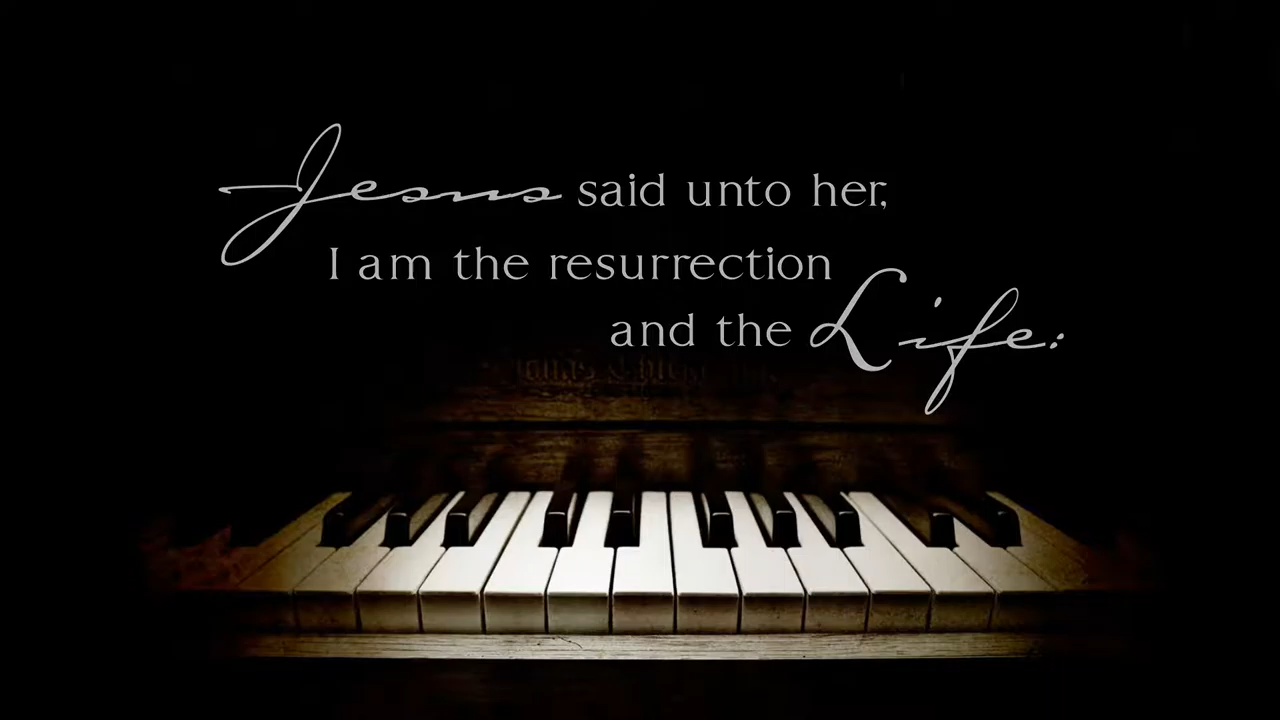 Jesus said unto her,
I am the resurrection
and the Life: